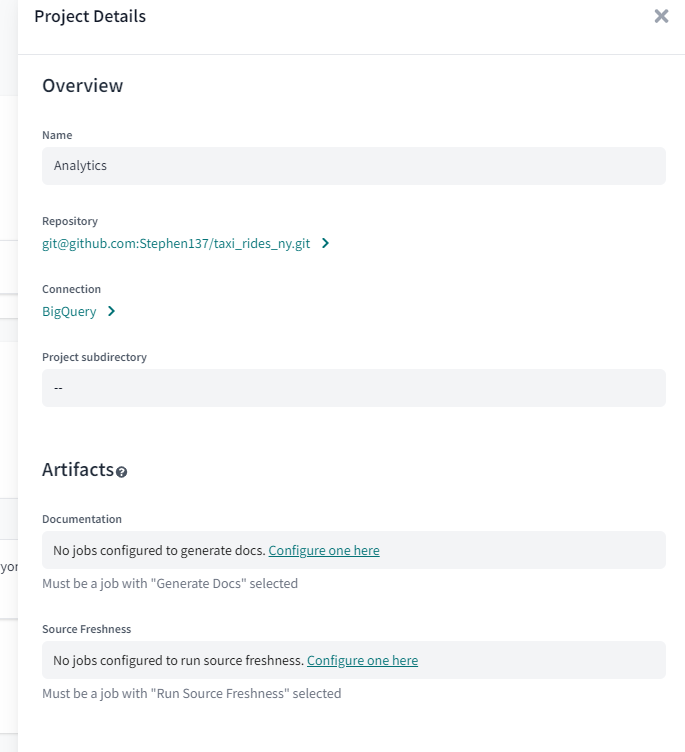 Project Details
Overview
Name
Analytics
Repository
git@github.com:Stephen137/taxi_rides_ny.git
Connection
BigQuery
Project subdirectory
--
Artifacts
Documentation
No jobs configured to generate docs. Configure one here
Must be a job with "Generate Docs" selected
yor
Source Freshness
No jobs configured to run source freshness. Configure one here
Must be a job with "Run Source Freshness" selected